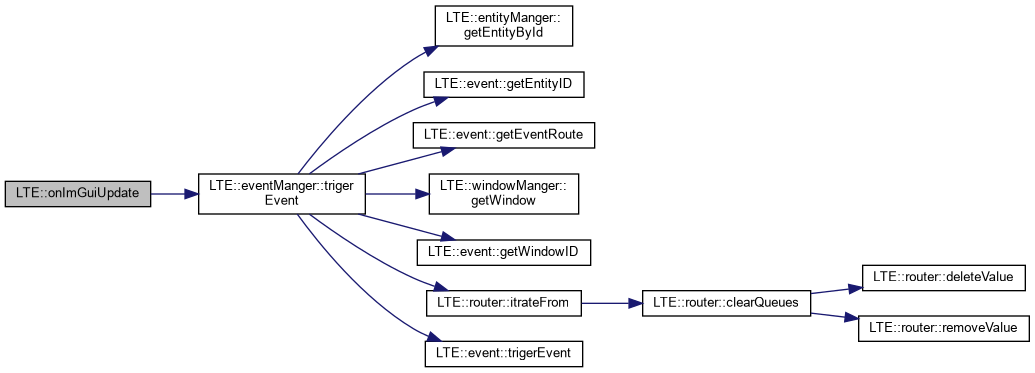 LTE::onImGuiUpdate
LTE::eventManger::triger
Event
LTE::entityManger::
getEntityById
LTE::event::getEntityID
LTE::event::getEventRoute
LTE::windowManger::
getWindow
LTE::event::getWindowID
LTE::router::itrateFrom
LTE::event::trigerEvent
LTE::router::clearQueues
LTE::router::deleteValue
LTE::router::removeValue